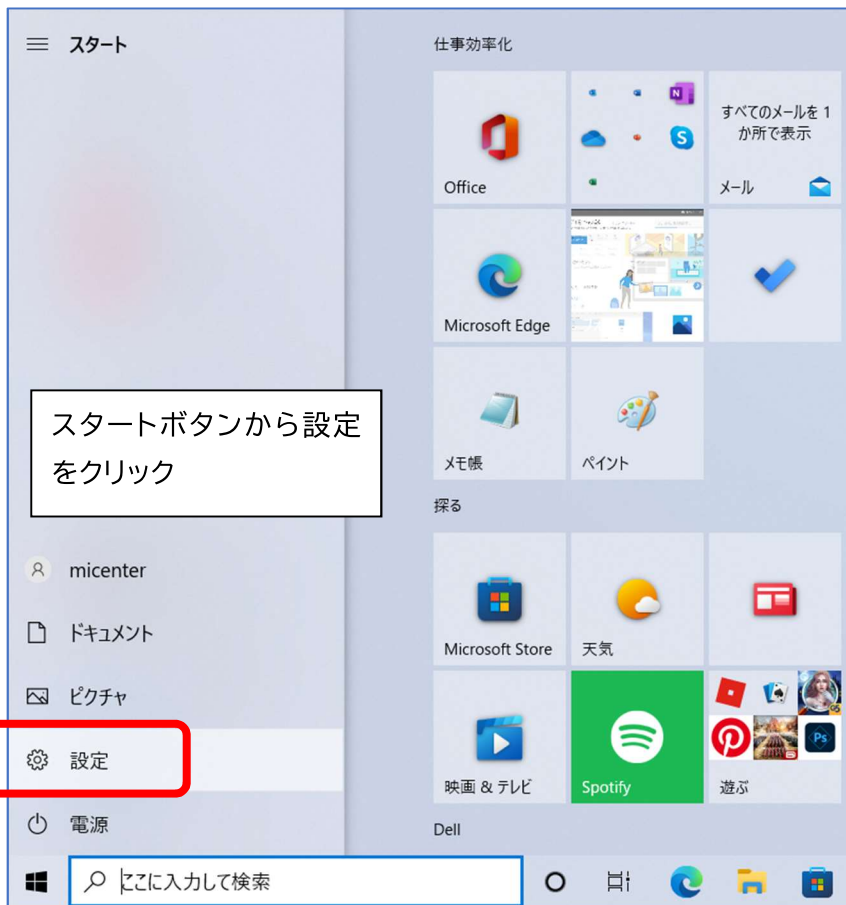 スタート
仕事効率化
Office
すべてのメールを 1
か所で表示
メール
Microsoft Edge
スタートボタンから設定
をクリック
メモ帳
ペイント
探る
micenter
ドキュメント
Microsoft Store
天気
ピクチャ
設定
映画 & テレビ
Spotify
Ps
遊ぶ
電源
Dell
ここに入力して検索